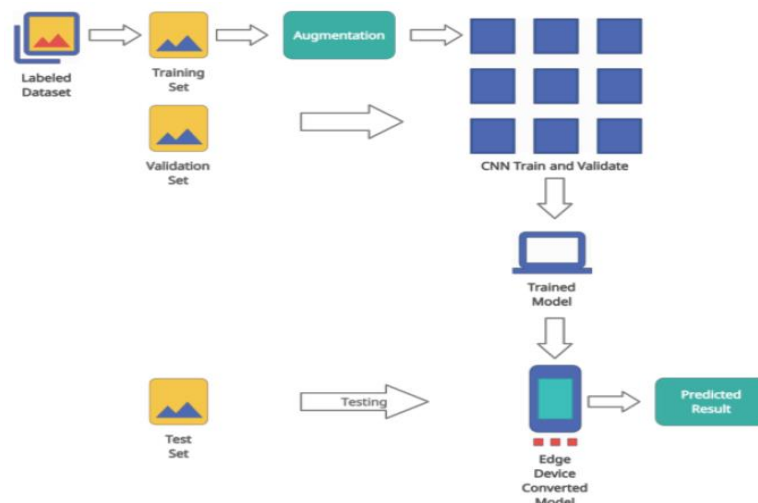 Labeled
Dataset
Training
Set
Augmentation
Validation
Set
CNN Train and Validate
Trained
Model
Test
Set
Testing
Edge
Device
Converted
Model
Predicted
Result